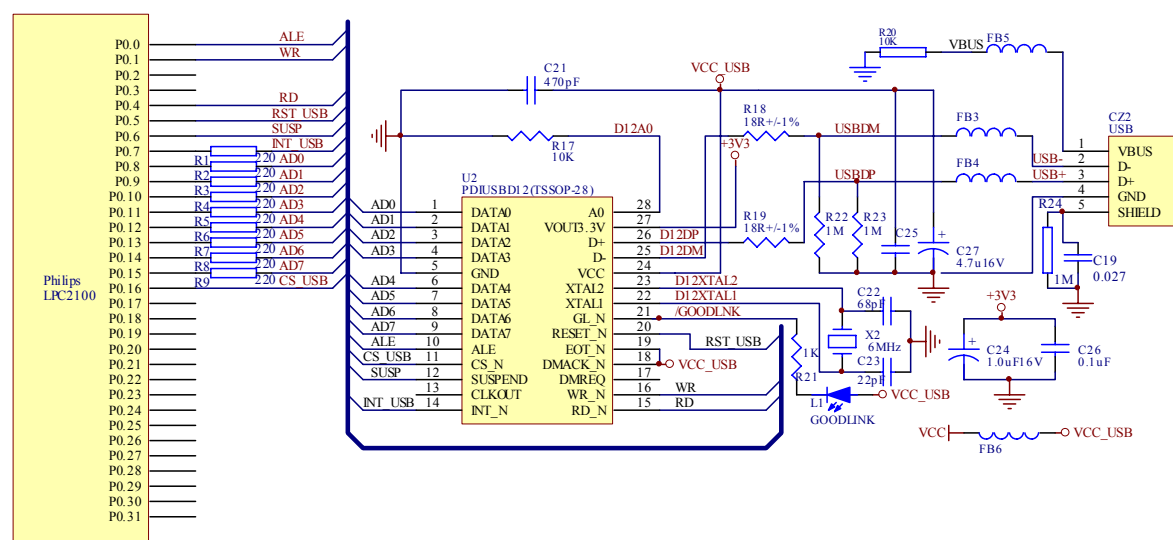 Philips
LPC2100
P0.0
P0.1
P0.2
P0.3
P0.4
P0.5
P0.6
P0.7
P0.8
P0.9
P0.10
P0.11
P0.12
P0.13
P0.14
P0.15
P0.16
P0.17
P0.18
P0.19
P0.20
P0.21
P0.22
P0.23
P0.24
P0.25
P0.26
P0.27
P0.28
P0.29
P0.30
P0.31
ALE
WR
RD
RST_USB
SUSP
INT_USB
R1 220 AD0
R2 220 AD1
R3 220 AD2
R4 220 AD3
R5 220 AD4
R6 220 AD5
R7 220 AD6
R8 220 AD7
R9 220 CS_USB
C21
470pF
R17
10K
D12A0
U2
PDIUSBD12(TSSOP-28)
AD0 1 DATA0
AD1 2 DATA1
AD2 3 DATA2
AD3 4 DATA3
5 GND
AD4 6 DATA4
AD5 7 DATA5
AD6 8 DATA6
AD7 9 DATA7
ALE 10 ALE
CS_USB 11 CS_N
SUSP 12 SUSPEND
13 CLKOUT
INT_USB 14 INT_N
A0 28
VOUT3.3V 27
D+ 26 D12DP
D- 25 D12DM
VCC 24
XTAL2 23 D12XTAL2
XTAL1 22 D12XTAL1
GL_N 21 /GOODLNK
RESET_N 20 RST_USB
EOT_N 19
DMACK_N 18 VCC_USB
DMREQ 17
WR_N 16 WR
RD_N 15 RD
VCC_USB
+3V3
R18
18R+/-1%
R19
18R+/-1%
USBDM
USBDP
R22
1M
R23
1M
C25
C27
4.7u16V
R20
10K
VBUS
FB5
FB3
FB4
USB-
USB+
CZ2
USB
1 VBUS
2 D-
3 D+
4 GND
5 SHIELD
R24
1M
C19
0.027
C22
68pF
X2
6MHz
C23
22pF
1K
R21
L1
GOODLINK
VCC_USB
+3V3
C24
1.0uF16V
C26
0.1uF
VCC
FB6
VCC_USB